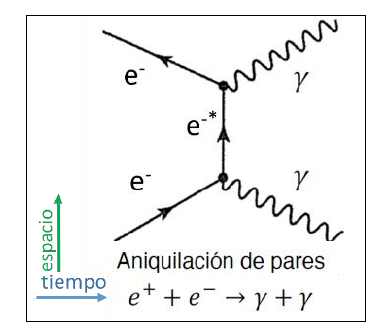 e⁻
γ
e⁻*
e⁻
γ
espacio
tiempo
Aniquilación de pares
e⁺ + e⁻ → γ + γ